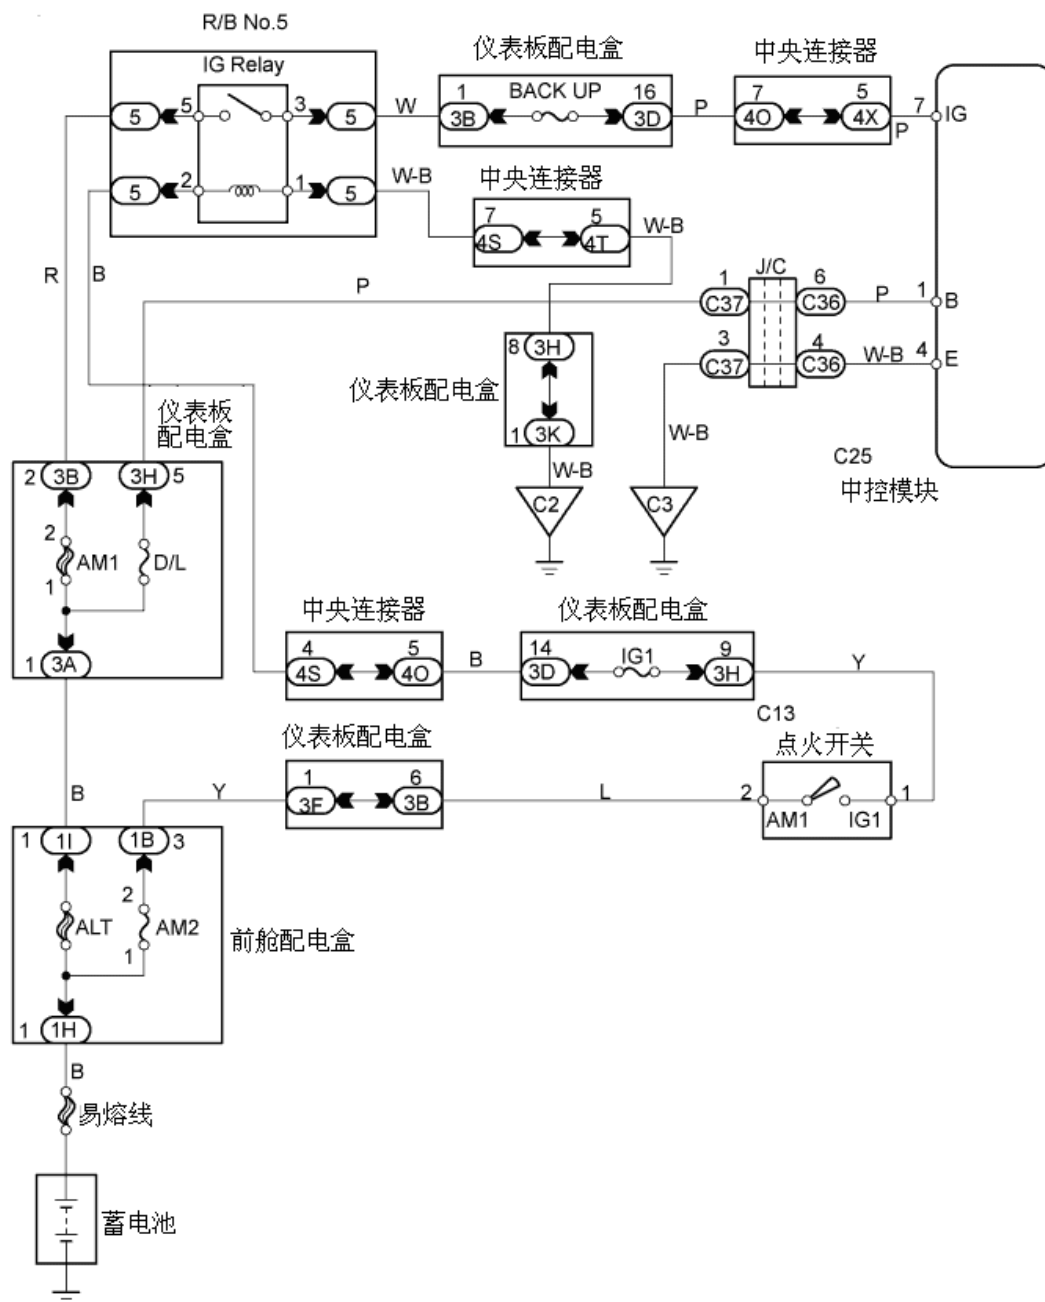 R/B No.5
IG Relay
仪表板配电盒
中央连接器
5 5 3 5 W 1 3B BACK UP 16 3D P 7 4O 5 4X P 7 IG
5 2 1 5 W-B
中央连接器
7 4S 5 4T W-B
R B P
J/C
1 C37 6 C36 P 1 B
3 C37 4 C36 W-B 4 E
8 3H
仪表板配电盒
1 3K
W-B W-B
C2 C3
C25
中控模块
仪表板
配电盒
2 3B 3H 5
2
AM1 D/L
1
1 3A
中央连接器
仪表板配电盒
4 4S 5 4O B 14 3D IG1 9 3H Y
C13
点火开关
仪表板配电盒
B Y 1 3F 6 3B L 2 1
AM1 IG1
1 1I 1B 3
2
ALT AM2
1
前舱配电盒
1 1H
B
易熔线
蓄电池